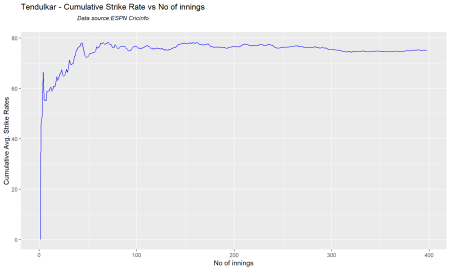 Tendulkar - Cumulative Strike Rate vs No of innings
Data source:ESPN Cricinfo
Cumulative Avg. Strike Rates
80
60
40
20
0
0
100
200
300
400
No of innings